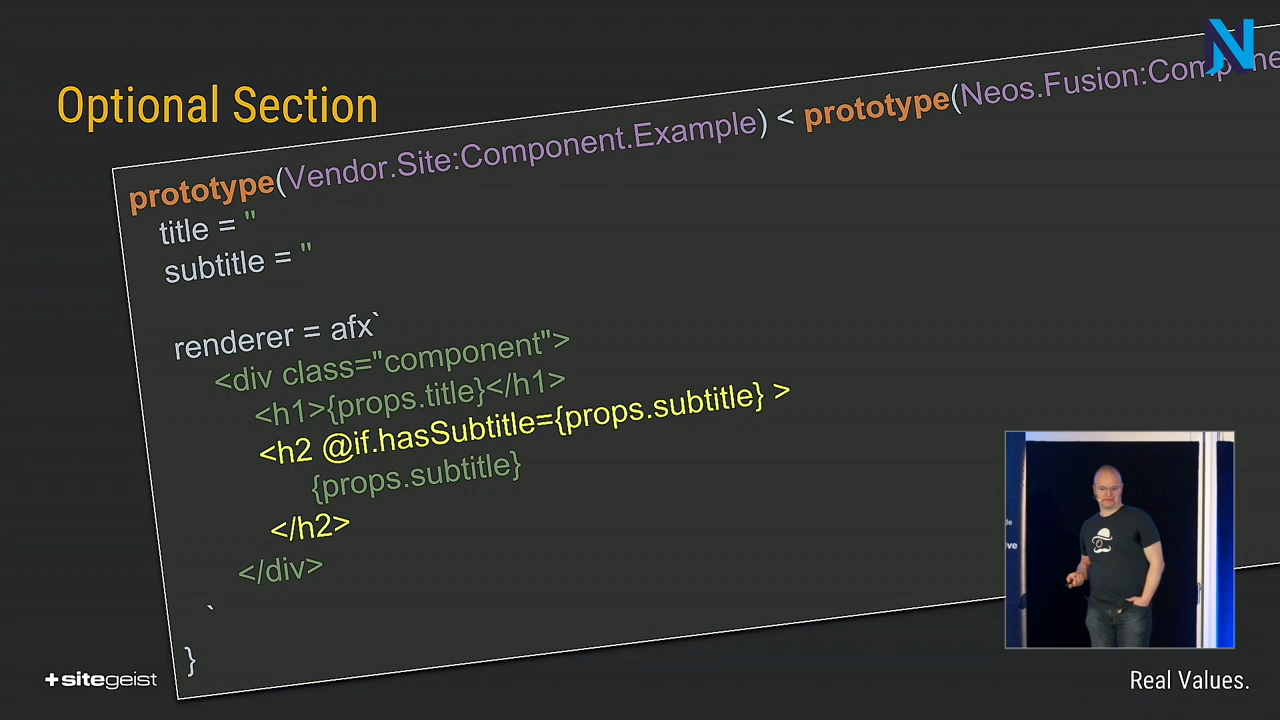 Optional Section
prototype(Vendor.Site:Component.Example) < prototype(Neos.Fusion:Compone
title = ''
subtitle = ''
renderer = afx`
<div class="component">
<h1>{props.title}</h1>
<h2 @if.hasSubtitle={props.subtitle} >
{props.subtitle}
</h2>
</div>
`
}
+sitegeist
Real Values.